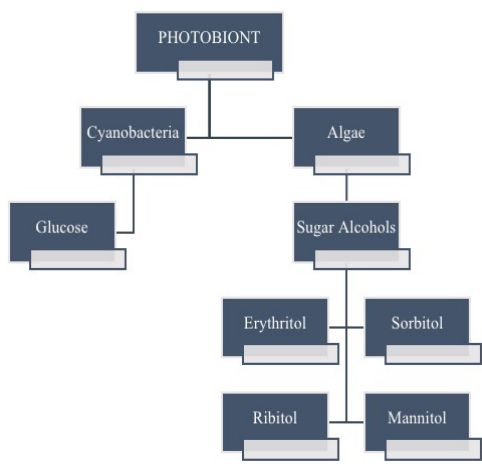 PHOTOBIONT
Cyanobacteria
Algae
Glucose
Sugar Alcohols
Erythritol
Sorbitol
Ribitol
Mannitol